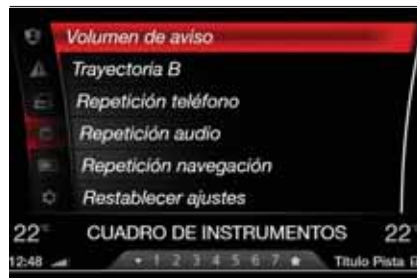 Volumen de aviso
Trayectoria B
Repetición teléfono
Repetición audio
Repetición navegación
Restablecer ajustes
22° CUADRO DE INSTRUMENTOS 22°
12:48 1 2 3 4 5 6 7 Titulo Pista